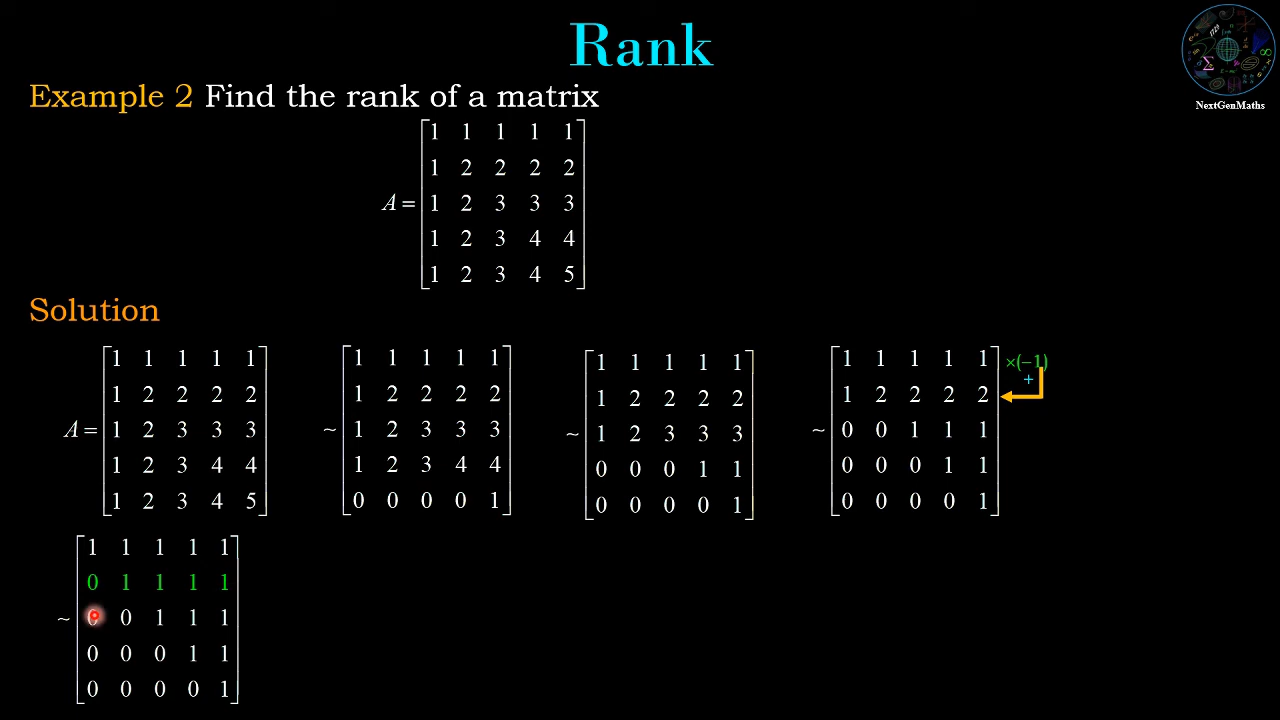 Rank
NextGenMaths
Example 2 Find the rank of a matrix
1 1 1 1 1
1 2 2 2 2
A = 1 2 3 3 3
1 2 3 4 4
1 2 3 4 5
Solution
1 1 1 1 1
1 2 2 2 2
A = 1 2 3 3 3
1 2 3 4 4
1 2 3 4 5
1 1 1 1 1
1 2 2 2 2
~ 1 2 3 3 3
1 2 3 4 4
0 0 0 0 1
1 1 1 1 1
1 2 2 2 2
~ 1 2 3 3 3
0 0 0 1 1
0 0 0 0 1
1 1 1 1 1 ×(−1)
+
1 2 2 2 2
~ 0 0 1 1 1
0 0 0 1 1
0 0 0 0 1
1 1 1 1 1
0 1 1 1 1
~ 0 0 1 1 1
0 0 0 1 1
0 0 0 0 1